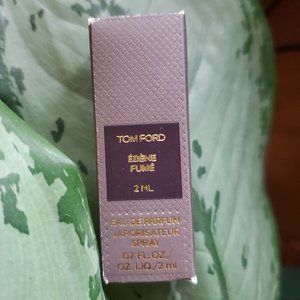 TOM FORD
ÉBÈNE
FUMÉ
2 ML
EAU DE PARFUM
VAPORISATEUR
SPRAY
.07 FL.OZ./
OZ. LIQ./2 ml